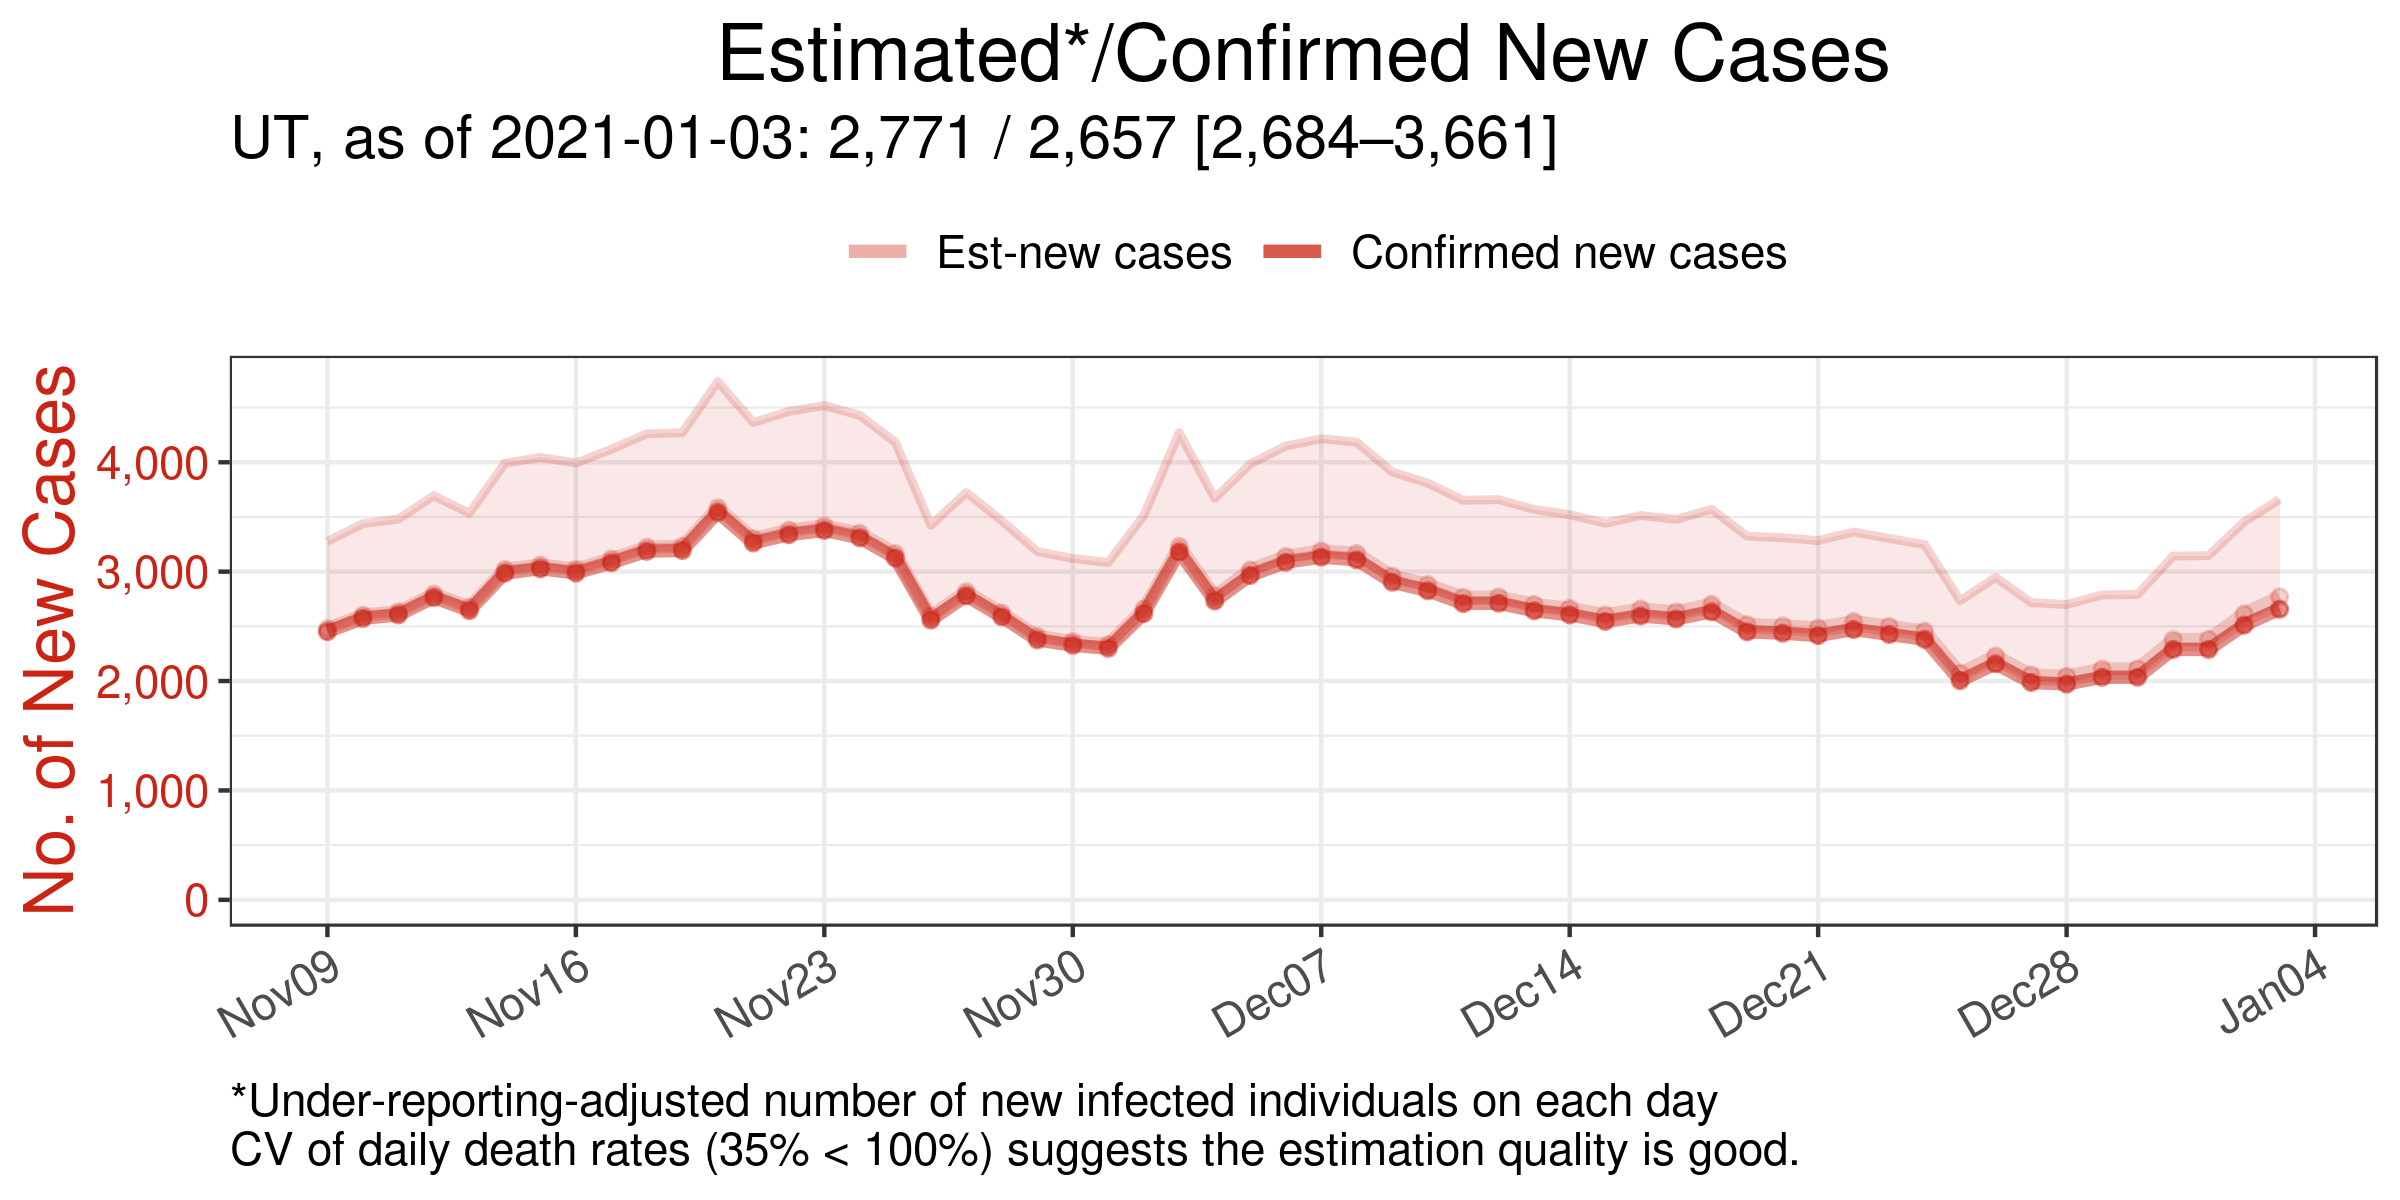 Estimated*/Confirmed New Cases
UT, as of 2021-01-03: 2,771 / 2,657 [2,684–3,661]
Est-new cases
Confirmed new cases
No. of New Cases
4,000
3,000
2,000
1,000
0
Nov09
Nov16
Nov23
Nov30
Dec07
Dec14
Dec21
Dec28
Jan04
*Under-reporting-adjusted number of new infected individuals on each day
CV of daily death rates (35% < 100%) suggests the estimation quality is good.